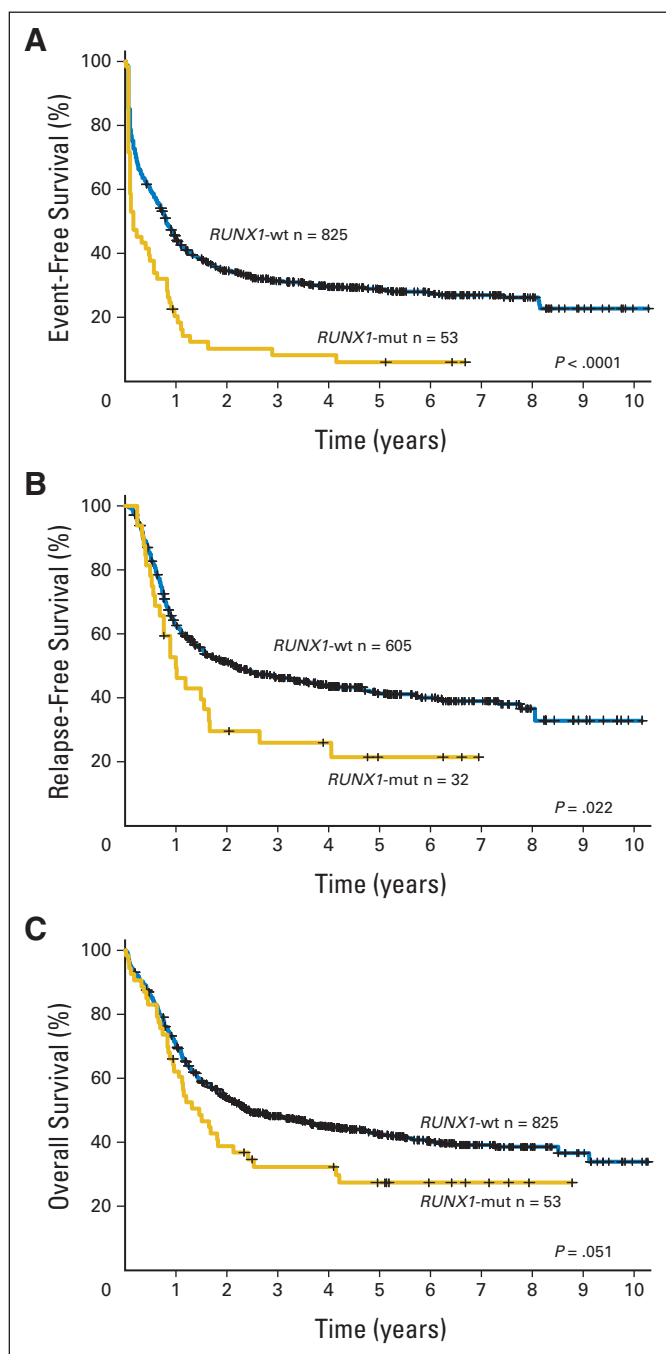 A
100
80
60
40
20
0
Event-Free Survival (%)
RUNX1-wt n = 825
RUNX1-mut n = 53
P < .0001
1 2 3 4 5 6 7 8 9 10
Time (years)
B
100
80
60
40
20
0
Relapse-Free Survival (%)
RUNX1-wt n = 605
RUNX1-mut n = 32
P = .022
1 2 3 4 5 6 7 8 9 10
Time (years)
C
100
80
60
40
20
0
Overall Survival (%)
RUNX1-wt n = 825
RUNX1-mut n = 53
P = .051
1 2 3 4 5 6 7 8 9 10
Time (years)